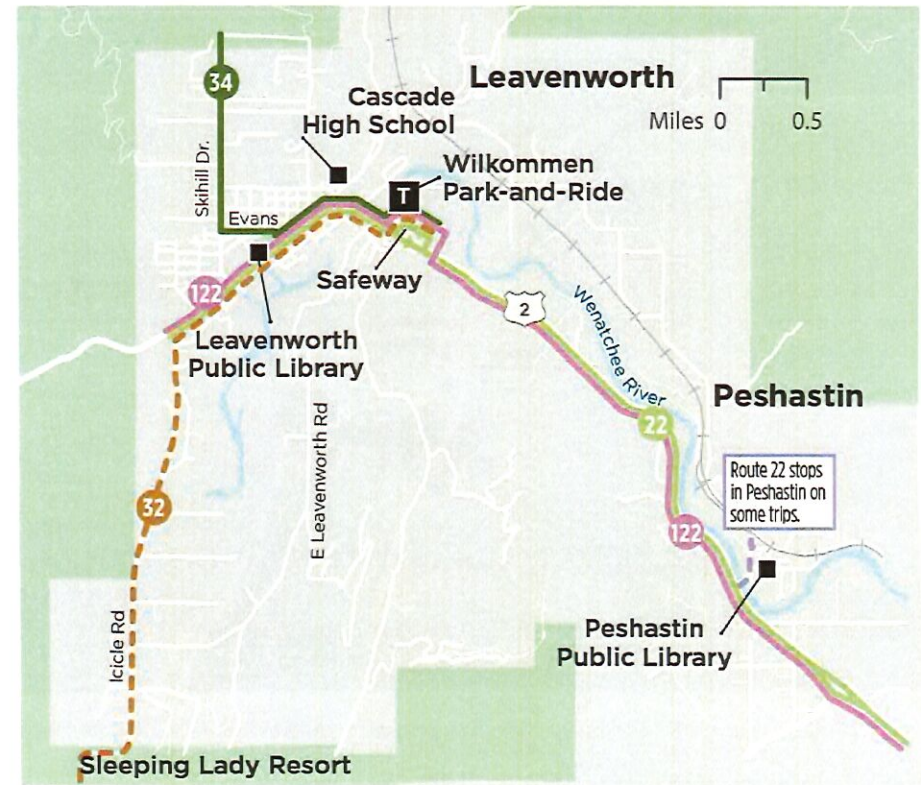 34
Leavenworth
Miles 0 0.5
Cascade
High School
Wilkommen
Park-and-Ride
T
Skihill Dr.
Evans
Safeway
122
Leavenworth
Public Library
2
Wenatchee River
Peshastin
22
Route 22 stops
in Peshastin on
some trips.
E Leavenworth Rd
32
122
Peshastin
Public Library
Icicle Rd
Sleeping Lady Resort